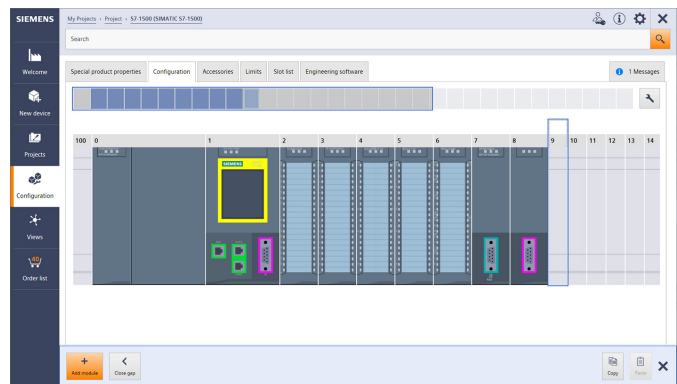 SIEMENS
My Projects › Project › S7-1500 (SIMATIC S7-1500)
Search
Welcome
New device
Projects
Configuration
Views
40
Order list
Special product properties Configuration Accessories Limits Slot list Engineering software
1 Messages
100 0 1 2 3 4 5 6 7 8 9 10 11 12 13 14
SIEMENS
Add module
Close gap
Copy
Paste